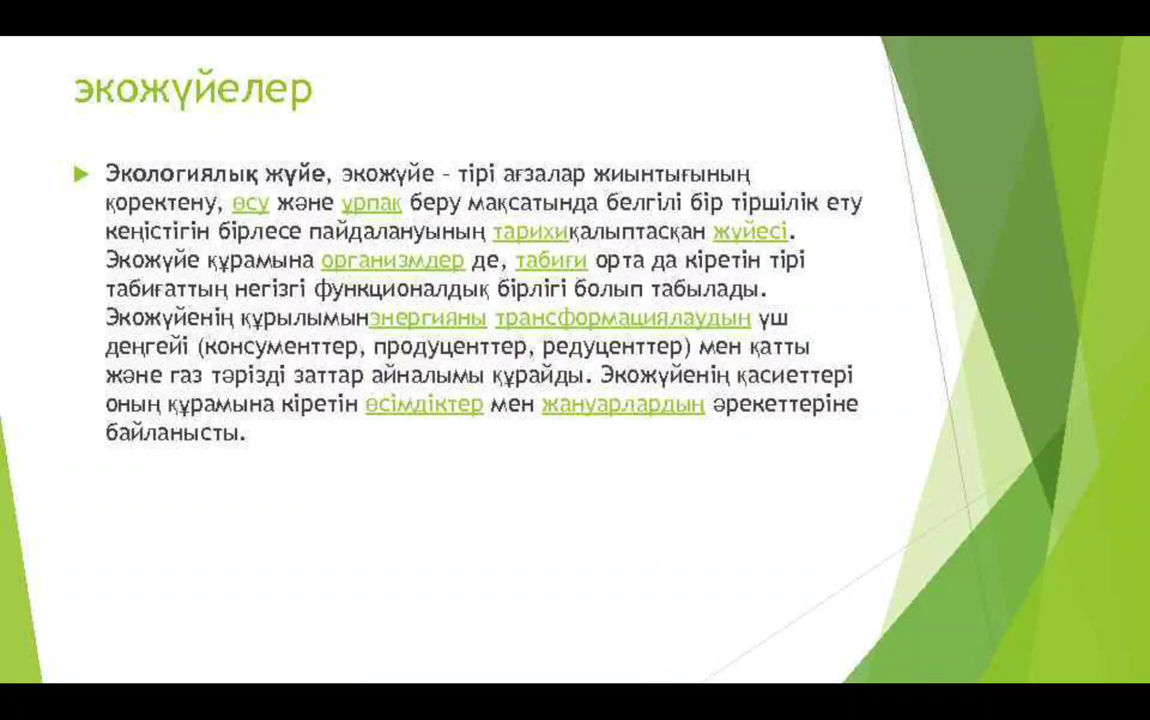 экожүйелер
Экологиялық жүйе, экожүйе – тірі ағзалар жиынтығының
қоректену, өсу және ұрпақ беру мақсатында белгілі бір тіршілік ету
кеңістігін бірлесе пайдалануының тарихиқалыптасқан жүйесі.
Экожүйе құрамына организмдер де, табиғи орта да кіретін тірі
табиғаттың негізгі функционалдық бірлігі болып табылады.
Экожүйенің құрылымынэнергияны трансформациялаудың үш
деңгейі (консументтер, продуценттер, редуценттер) мен қатты
және газ тәрізді заттар айналымы құрайды. Экожүйенің қасиеттері
оның құрамына кіретін өсімдіктер мен жануарлардың әрекеттеріне
байланысты.